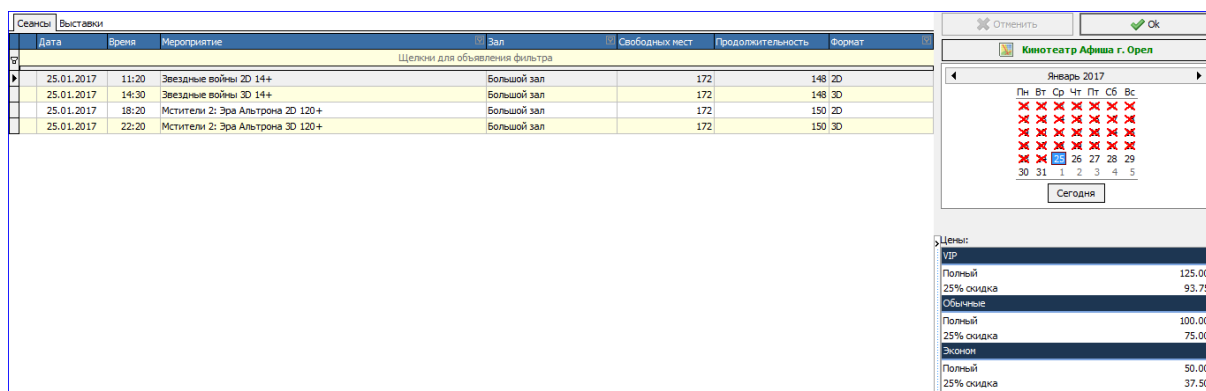 Сеансы Выставки
Отменить Ok
Дата Время Мероприятие Зал Свободных мест Продолжительность Формат
Щелкни для объявления фильтра
25.01.2017 11:20 Звездные войны 2D 14+ Большой зал 172 148 2D
25.01.2017 14:30 Звездные войны 3D 14+ Большой зал 172 148 3D
25.01.2017 18:20 Мстители 2: Эра Альтрона 2D 120+ Большой зал 172 150 2D
25.01.2017 22:20 Мстители 2: Эра Альтрона 3D 120+ Большой зал 172 150 3D
Кинотеатр Афиша г. Орел
Январь 2017
Пн Вт Ср Чт Пт Сб Вс
25 26 27 28 29
30 31 1 2 3 4 5
Сегодня
Цены:
VIP
Полный 125.00
25% скидка 93.75
Обычные
Полный 100.00
25% скидка 75.00
Эконом
Полный 50.00
25% скидка 37.50